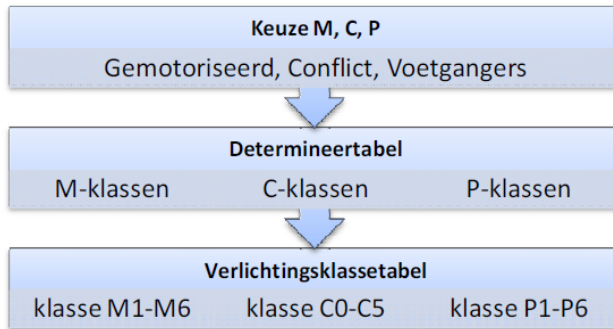 Keuze M, C, P
Gemotoriseerd, Conflict, Voetgangers
Determineertabel
M-klassen C-klassen P-klassen
Verlichtingsklassetabel
klasse M1-M6 klasse C0-C5 klasse P1-P6